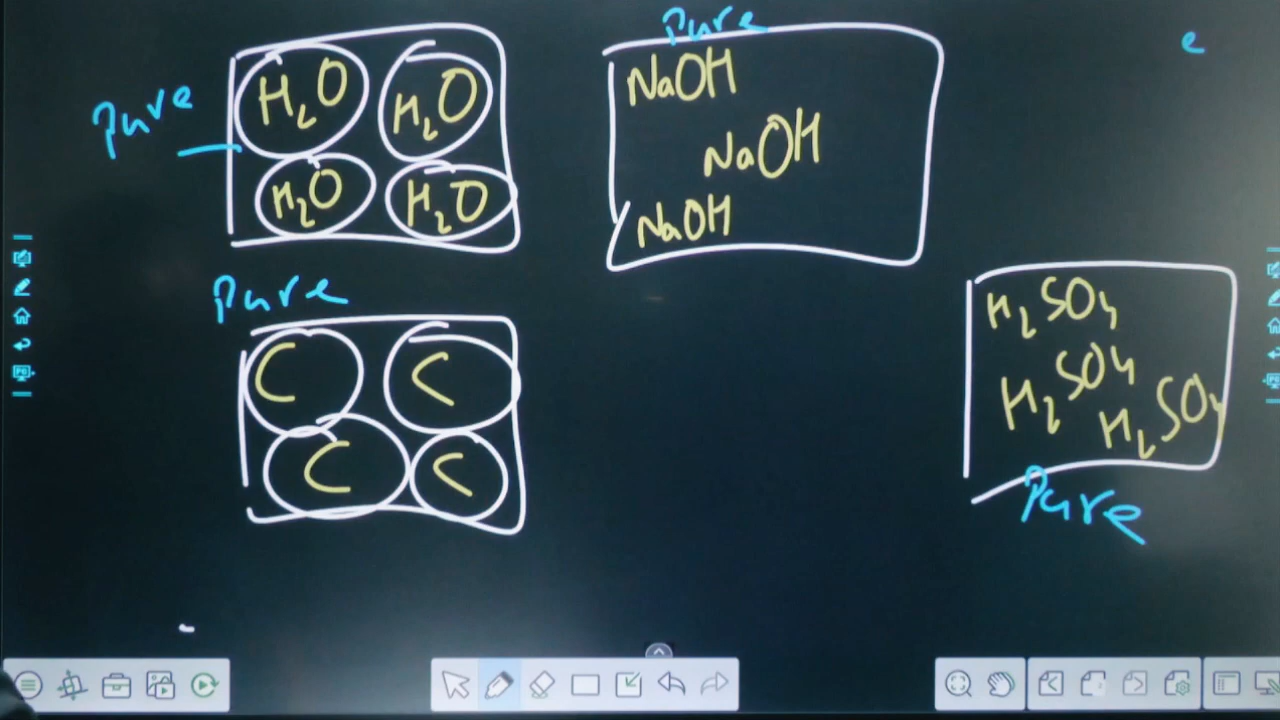 Pure
H₂O H₂O
H₂O H₂O
Pure
NaOH
NaOH
NaOH
e
Pure
C C
C C
H₂SO₄
H₂SO₄
H₂SO₄
Pure